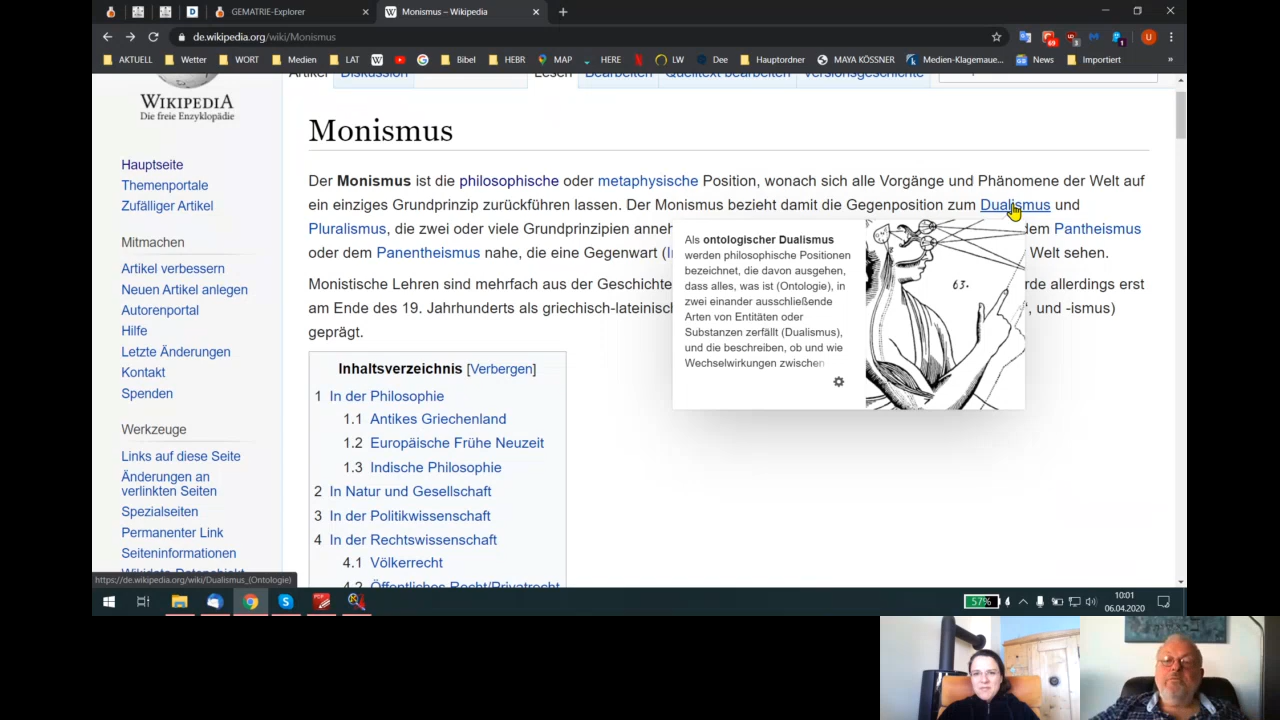 GEMATRIE-Explorer
Monismus – Wikipedia
de.wikipedia.org/wiki/Monismus
69
3
1
U
AKTUELL Wetter WORT Medien LAT Bibel HEBR MAP HERE LW Dee Hauptordner MAYA KÖSSNER Medien-Klagemaue... News Importiert »
Artikel Diskussion Lesen Bearbeiten Quelltext bearbeiten Versionsgeschichte
WIKIPEDIA
Die freie Enzyklopädie
Hauptseite
Themenportale
Zufälliger Artikel
Mitmachen
Artikel verbessern
Neuen Artikel anlegen
Autorenportal
Hilfe
Letzte Änderungen
Kontakt
Spenden
Werkzeuge
Links auf diese Seite
Änderungen an
verlinkten Seiten
Spezialseiten
Permanenter Link
Seiteninformationen
Wikidata-Datenobjekt
https://de.wikipedia.org/wiki/Dualismus_(Ontologie)
Monismus
Der Monismus ist die philosophische oder metaphysische Position, wonach sich alle Vorgänge und Phänomene der Welt auf
ein einziges Grundprinzip zurückführen lassen. Der Monismus bezieht damit die Gegenposition zum Dualismus und
Pluralismus, die zwei oder viele Grundprinzipien dem Pantheismus
oder dem Panentheismus nahe, die eine Gegenwart Welt sehen.
Monistische Lehren sind mehrfach aus der Geschichte allerdings erst
am Ende des 19. Jahrhunderts als und -ismus)
geprägt.
Als ontologischer Dualismus
werden philosophische Positionen
bezeichnet, die davon ausgehen,
dass alles, was ist (Ontologie), in
zwei einander ausschließende
Arten von Entitäten oder
Substanzen zerfällt (Dualismus),
und die beschreiben, ob und wie
Wechselwirkungen zwischen
63.
Inhaltsverzeichnis [Verbergen]
1 In der Philosophie
1.1 Antikes Griechenland
1.2 Europäische Frühe Neuzeit
1.3 Indische Philosophie
2 In Natur und Gesellschaft
3 In der Politikwissenschaft
4 In der Rechtswissenschaft
4.1 Völkerrecht
4.2 Öffentliches Recht/Privatrecht
57%
10:01
06.04.2020